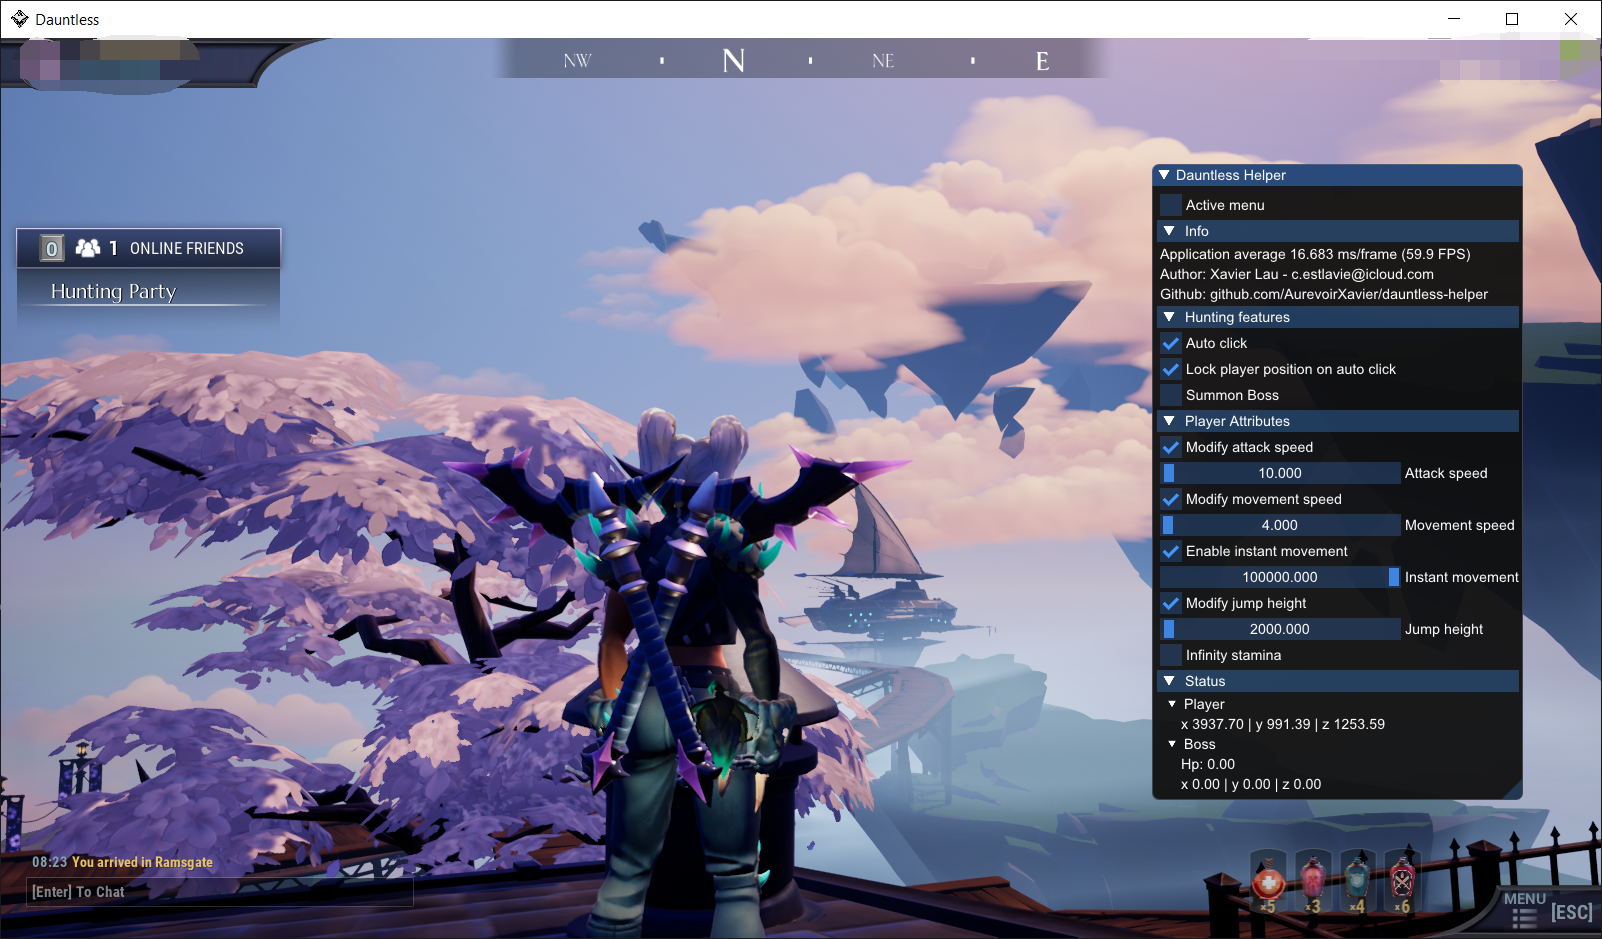 Dauntless
NW
N
NE
E
0 1 ONLINE FRIENDS
Hunting Party
Dauntless Helper
Active menu
Info
Application average 16.683 ms/frame (59.9 FPS)
Author: Xavier Lau - c.estlavie@icloud.com
Github: github.com/AurevoirXavier/dauntless-helper
Hunting features
Auto click
Lock player position on auto click
Summon Boss
Player Attributes
Modify attack speed
10.000 Attack speed
Modify movement speed
4.000 Movement speed
Enable instant movement
100000.000 Instant movement
Modify jump height
2000.000 Jump height
Infinity stamina
Status
Player
x 3937.70 | y 991.39 | z 1253.59
Boss
Hp: 0.00
x 0.00 | y 0.00 | z 0.00
08:23 You arrived in Ramsgate
[Enter] To Chat
x5 x3 x4 x6
MENU [ESC]